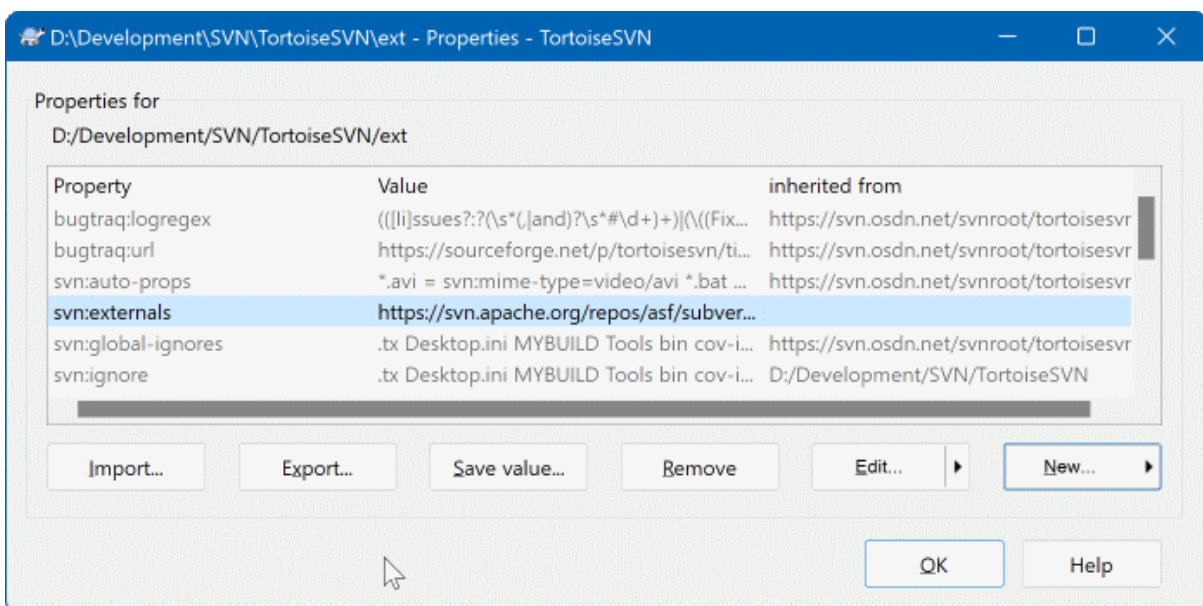 D:\Development\SVN\TortoiseSVN\ext - Properties - TortoiseSVN
Properties for
D:/Development/SVN/TortoiseSVN/ext
Property Value inherited from
bugtraq:logregex (([Ii]ssues?:?(\s*(,|and)?\s*#\d+)+)|(\((Fix... https://svn.osdn.net/svnroot/tortoisesvr
bugtraq:url https://sourceforge.net/p/tortoisesvn/ti... https://svn.osdn.net/svnroot/tortoisesvr
svn:auto-props *.avi = svn:mime-type=video/avi *.bat ... https://svn.osdn.net/svnroot/tortoisesvr
svn:externals https://svn.apache.org/repos/asf/subver...
svn:global-ignores .tx Desktop.ini MYBUILD Tools bin cov-i... https://svn.osdn.net/svnroot/tortoisesvr
svn:ignore .tx Desktop.ini MYBUILD Tools bin cov-i... D:/Development/SVN/TortoiseSVN
Import... Export... Save value... Remove Edit... New...
OK Help